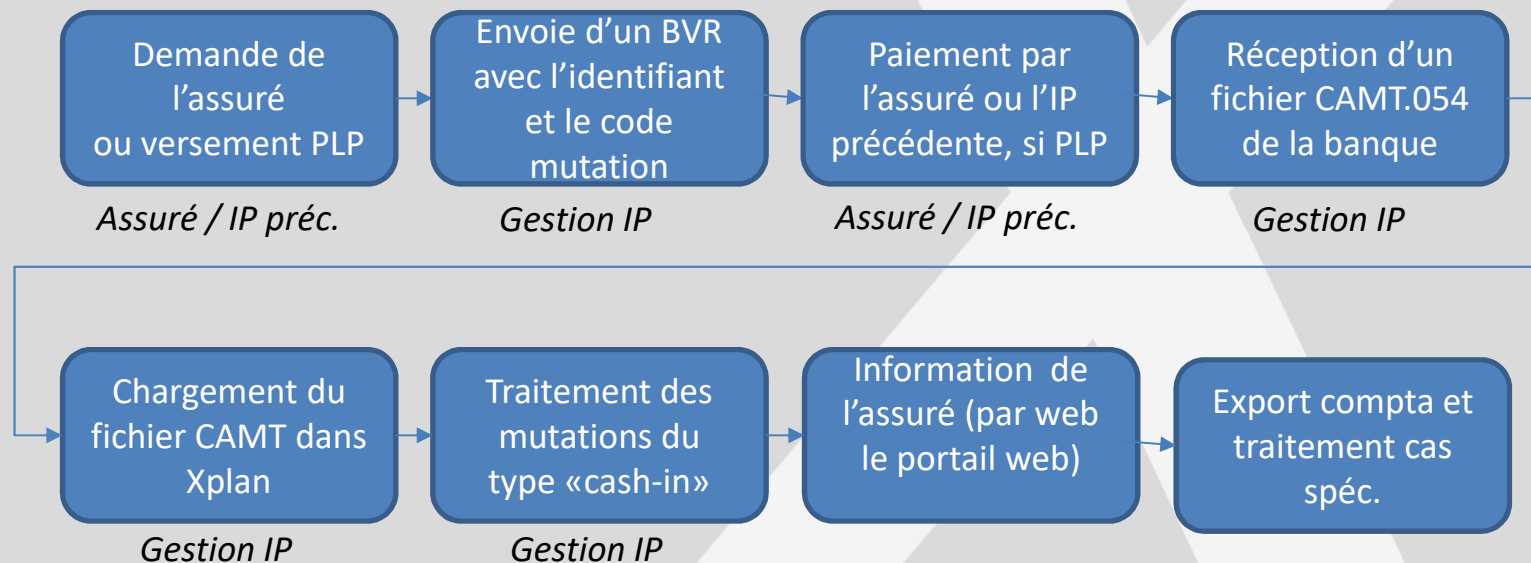 Demande de
l’assuré
ou versement PLP
Envoie d’un BVR
avec l’identifiant
et le code
mutation
Paiement par
l’assuré ou l’IP
précédente, si PLP
Réception d’un
fichier CAMT.054
de la banque
Assuré / IP préc.
Gestion IP
Assuré / IP préc.
Gestion IP
Chargement du
fichier CAMT dans
Xplan
Traitement des
mutations du
type «cash-in»
Information de
l’assuré (par web
le portail web)
Export compta et
traitement cas
spéc.
Gestion IP
Gestion IP